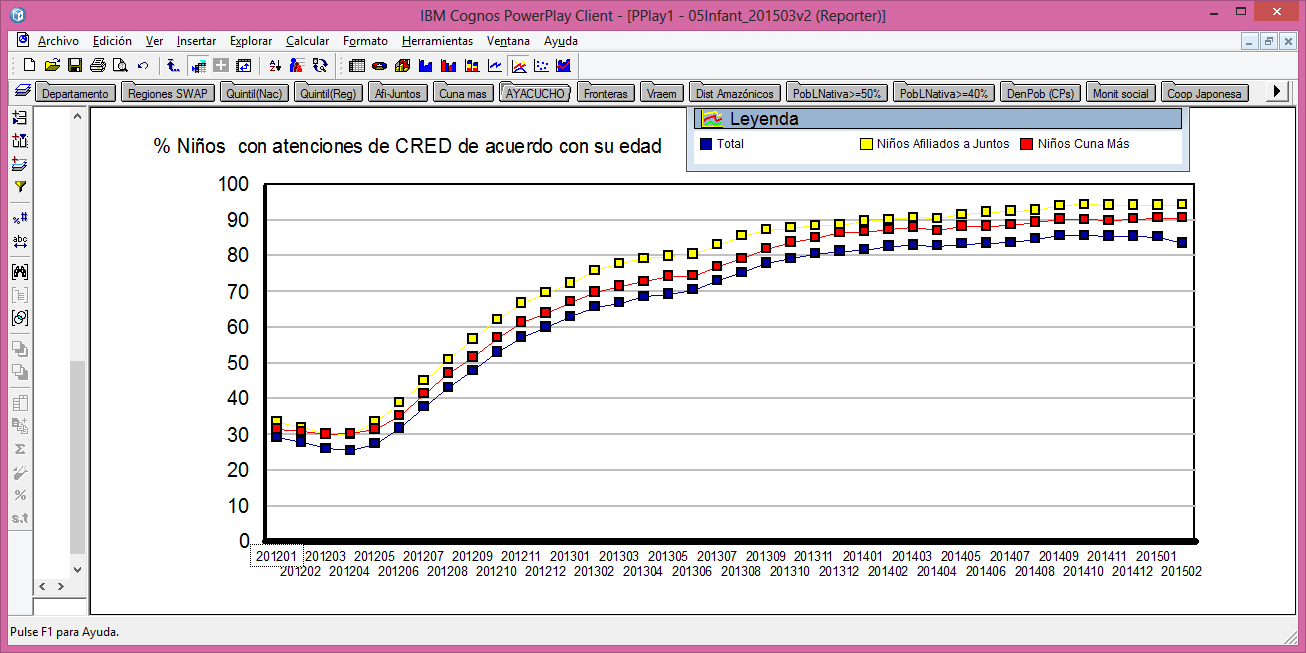 IBM Cognos PowerPlay Client - [PPlay1 - 05Infant_201503v2 (Reporter)]
Archivo Edición Ver Insertar Explorar Calcular Formato Herramientas Ventana Ayuda
Departamento Regiones SWAP Quintil(Nac) Quintil(Reg) Afi-Juntos Cuna mas AYACUCHO Fronteras Vraem Dist Amazónicos PobLNativa>=50% PobLNativa>=40% DenPob (CPs) Monit social Coop Japonesa
Leyenda
Total Niños Afiliados a Juntos Niños Cuna Más
% Niños con atenciones de CRED de acuerdo con su edad
100
90
80
70
60
50
40
30
20
10
0
201201 201203 201205 201207 201209 201211 201301 201303 201305 201307 201309 201311 201401 201403 201405 201407 201409 201411 201501
201202 201204 201206 201208 201210 201212 201302 201304 201306 201308 201310 201312 201402 201404 201406 201408 201410 201412 201502
%#
abc
Σ
%
s.t
Pulse F1 para Ayuda.